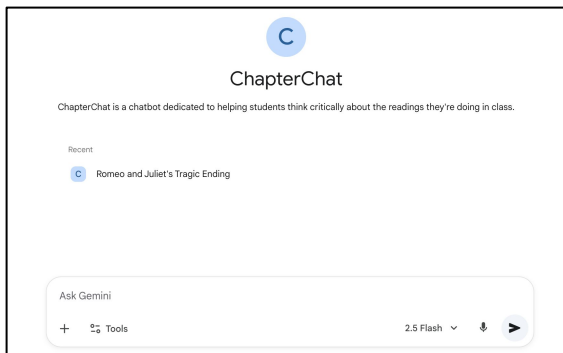 C
ChapterChat
ChapterChat is a chatbot dedicated to helping students think critically about the readings they're doing in class.
Recent
C Romeo and Juliet's Tragic Ending
Ask Gemini
Tools 2.5 Flash